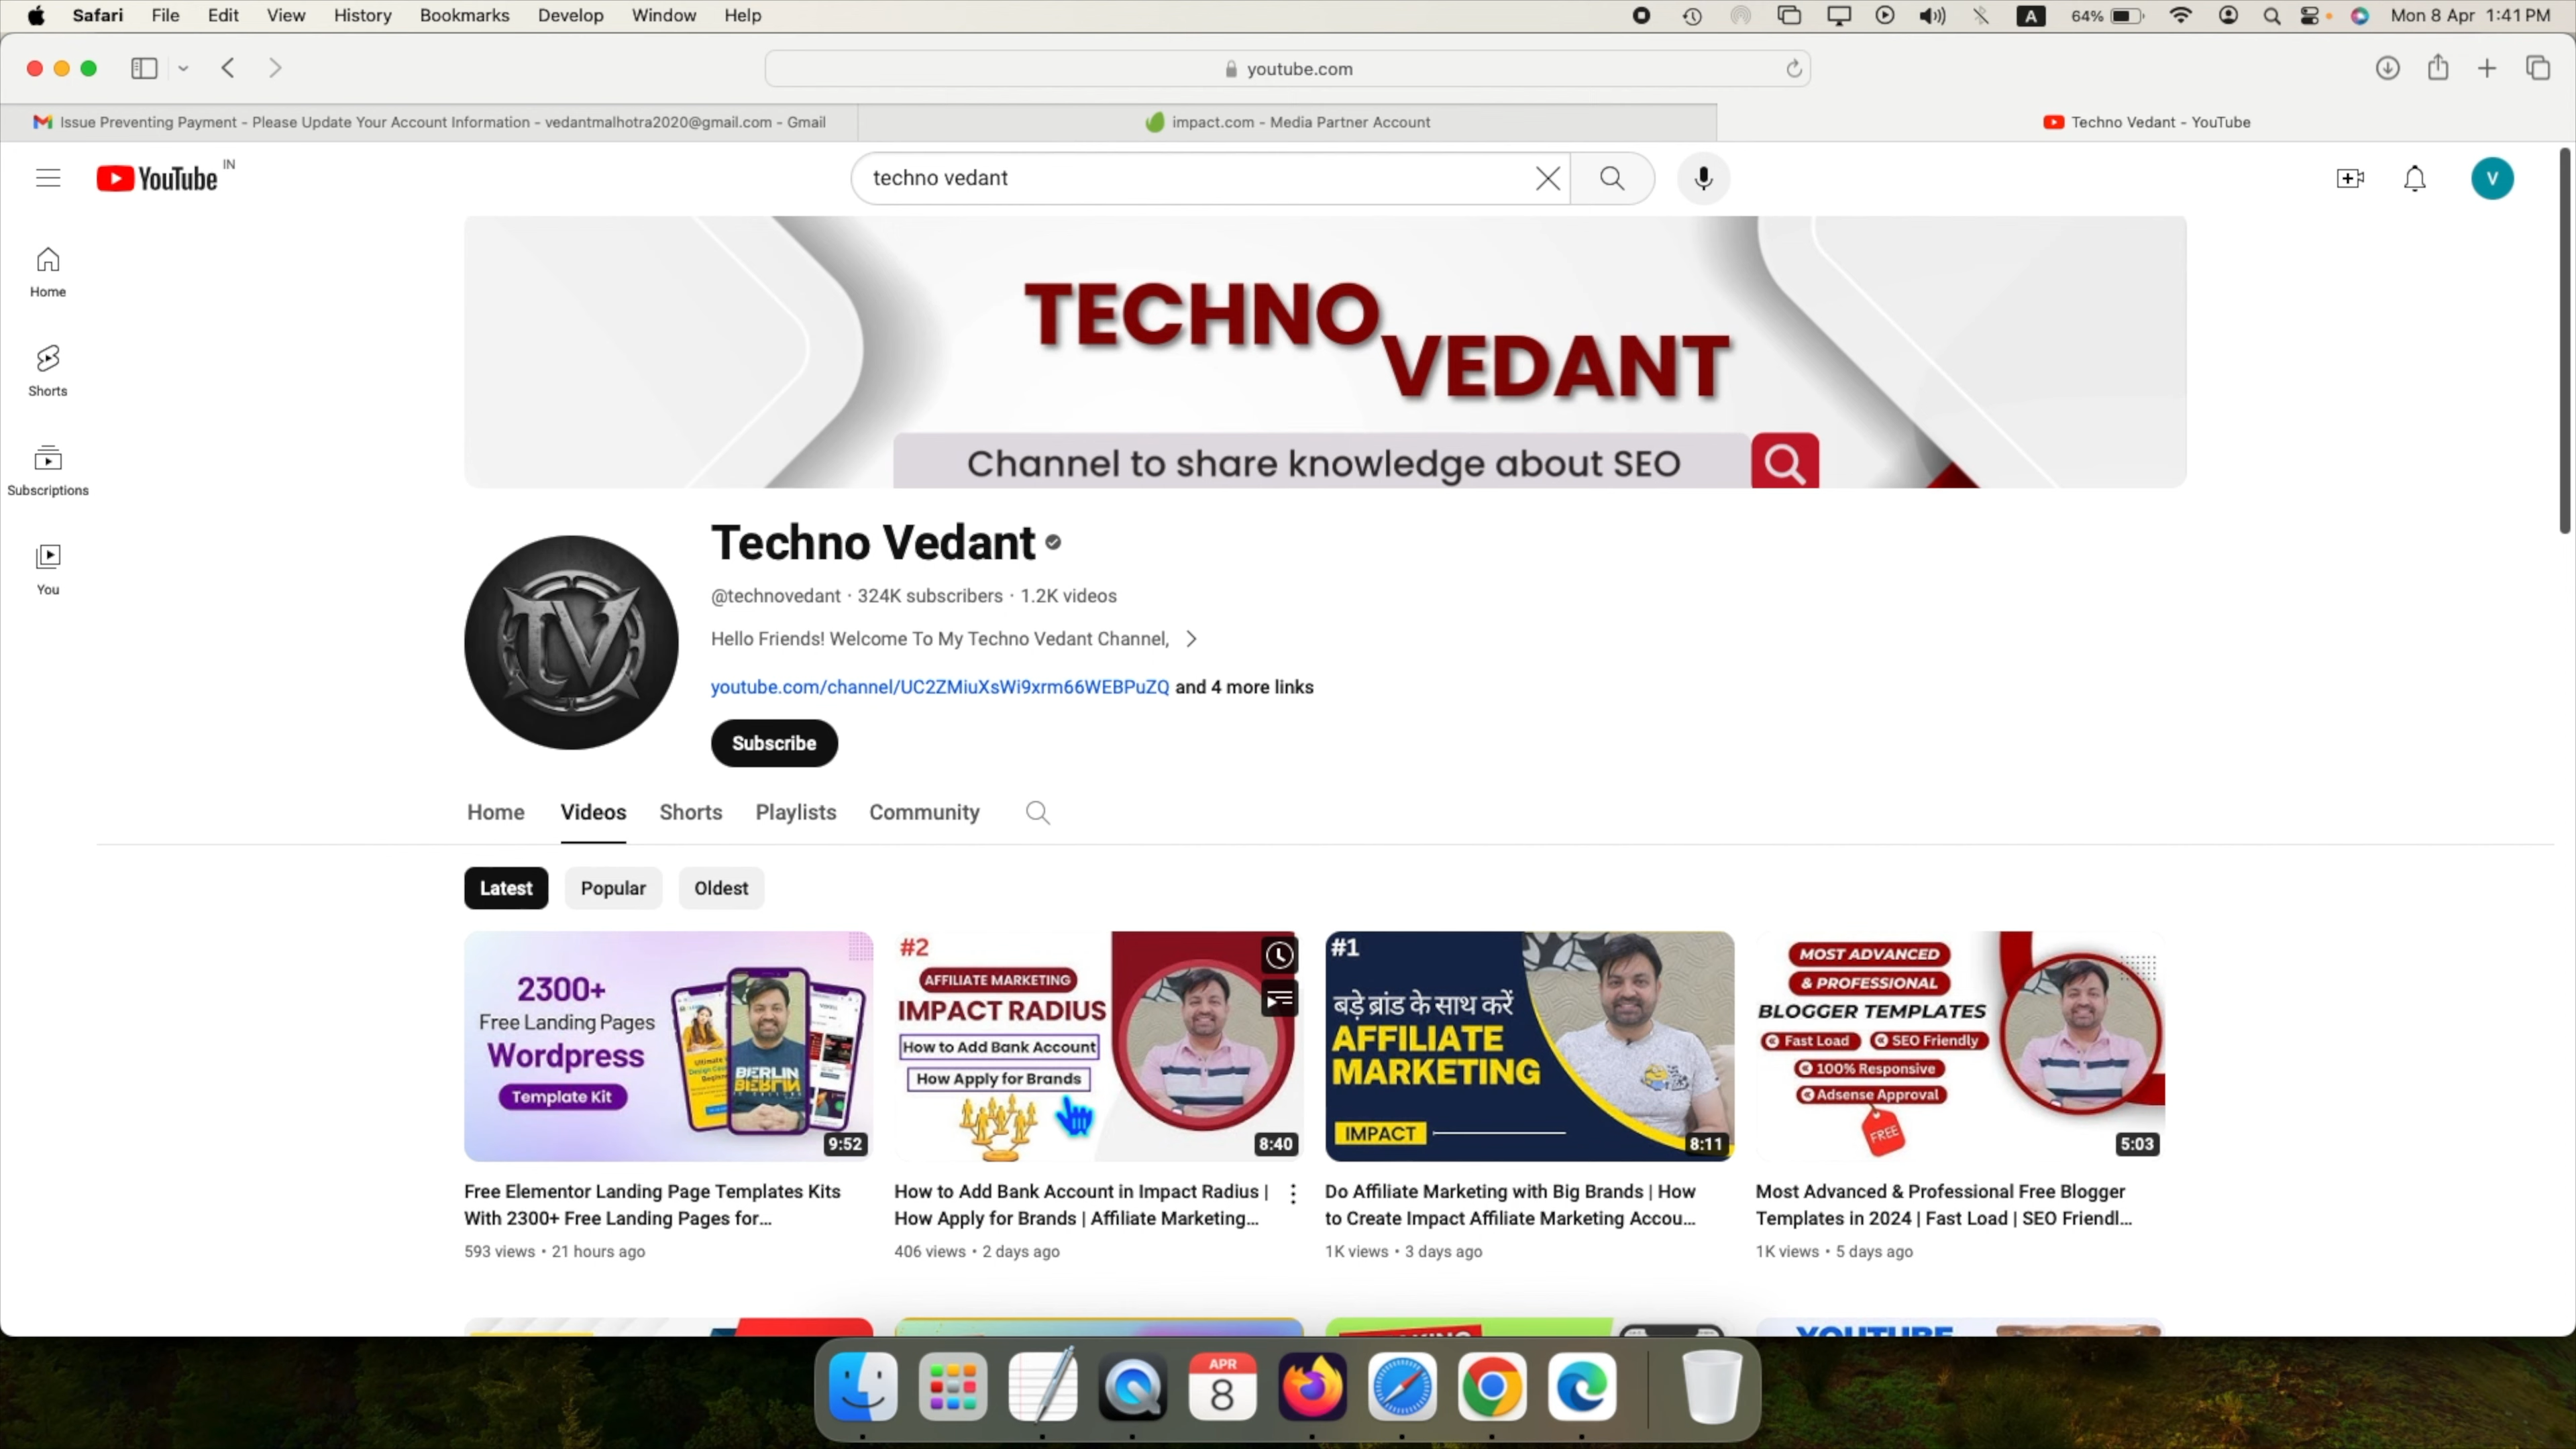 Safari File Edit View History Bookmarks Develop Window Help A 64% Mon 8 Apr 1:41 PM
youtube.com
Issue Preventing Payment - Please Update Your Account Information - vedantmalhotra2020@gmail.com - Gmail
impact.com - Media Partner Account
Techno Vedant - YouTube
YouTube IN
techno vedant
V
Home
Shorts
Subscriptions
You
TECHNO
VEDANT
Channel to share knowledge about SEO
TV
Techno Vedant
@technovedant · 324K subscribers · 1.2K videos
Hello Friends! Welcome To My Techno Vedant Channel,
youtube.com/channel/UC2ZMiuXsWi9xrm66WEBPuZQ and 4 more links
Subscribe
Home Videos Shorts Playlists Community
Latest Popular Oldest
2300+
Free Landing Pages
Wordpress
Template Kit
BERLIN
BERLIN
9:52
Free Elementor Landing Page Templates Kits
With 2300+ Free Landing Pages for...
593 views • 21 hours ago
#2
AFFILIATE MARKETING
IMPACT RADIUS
How to Add Bank Account
How Apply for Brands
8:40
How to Add Bank Account in Impact Radius |
How Apply for Brands | Affiliate Marketing...
406 views • 2 days ago
#1
बड़े ब्रांड के साथ करें
AFFILIATE
MARKETING
IMPACT
8:11
Do Affiliate Marketing with Big Brands | How
to Create Impact Affiliate Marketing Accou...
1K views • 3 days ago
MOST ADVANCED
& PROFESSIONAL
BLOGGER TEMPLATES
Fast Load SEO Friendly
100% Responsive
Adsense Approval
FREE
5:03
Most Advanced & Professional Free Blogger
Templates in 2024 | Fast Load | SEO Friendl...
1K views • 5 days ago
YOUTUBE
APR
8